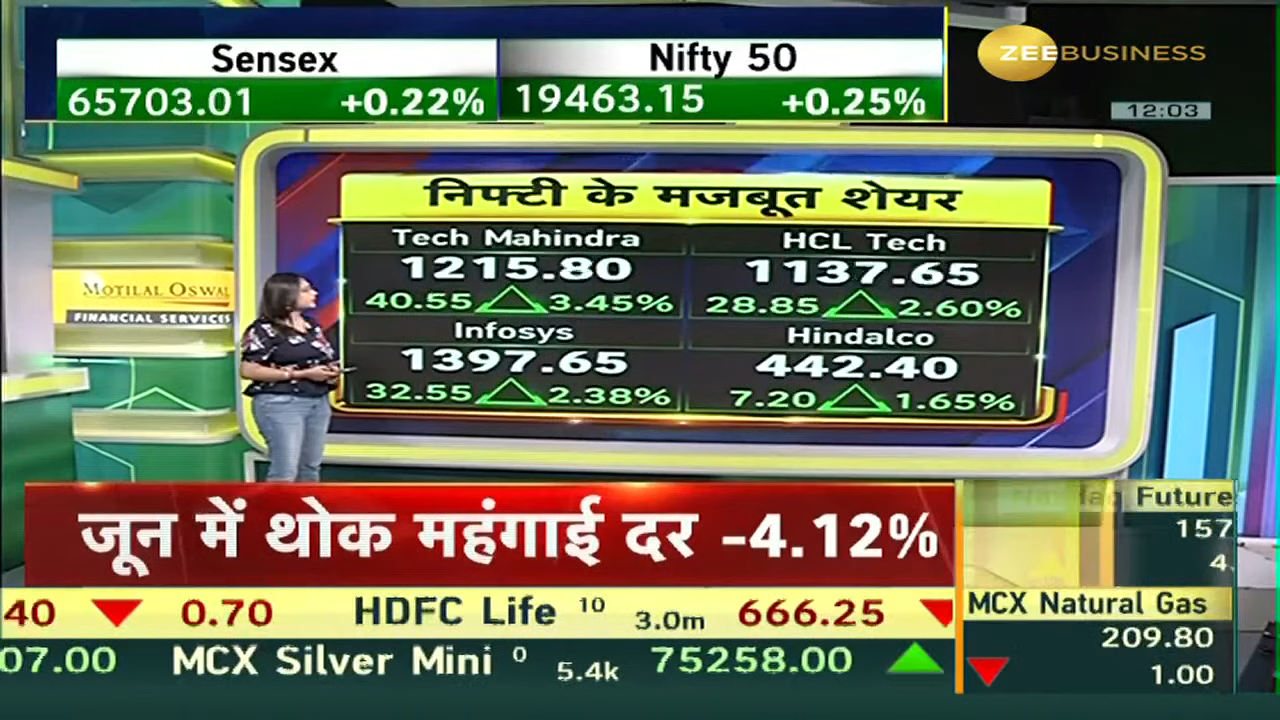 Sensex
65703.01 +0.22%
Nifty 50
19463.15 +0.25%
ZEEBUSINESS
12:03
निफ्टी के मजबूत शेयर
Tech Mahindra
1215.80
40.55 3.45%
HCL Tech
1137.65
28.85 2.60%
Infosys
1397.65
32.55 2.38%
Hindalco
442.40
7.20 1.65%
MOTILAL OSWAL
FINANCIAL SERVICES
जून में थोक महंगाई दर -4.12%
Future
157
4.
MCX Natural Gas
209.80
1.00
40 0.70 HDFC Life 10 3.0m 666.25
07.00 MCX Silver Mini 0 5.4k 75258.00